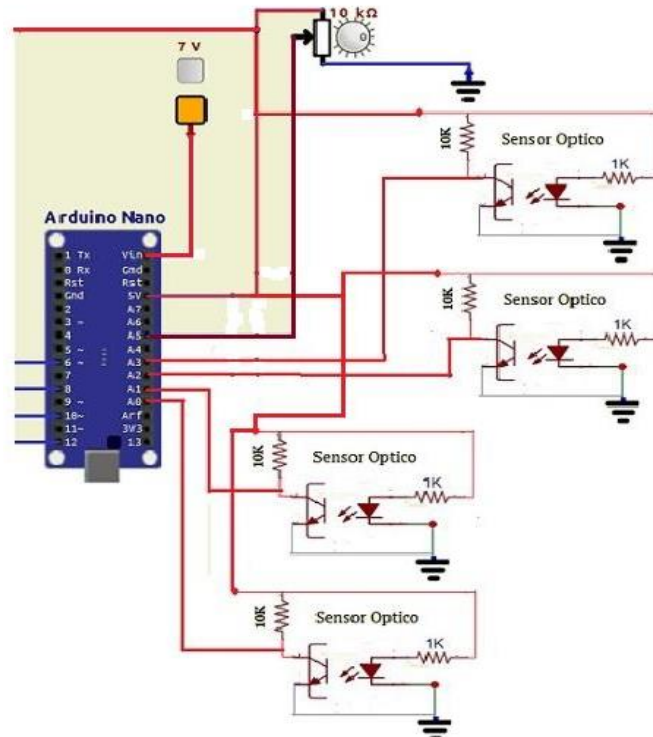 10 kΩ
7 V
10K
Sensor Optico
1K
Arduino Nano
1 Tx Vin
0 Rx Gmd
Rst Rst
Gnd 5V
2 A7
3 ~ A6
4 A5
5 ~ A4
6 ~ A3
7 A2
8 A1
9 ~ A0
10~ Arf
11~ 3V3
12 13
10K
Sensor Optico
1K
10K
Sensor Optico
1K
10K
Sensor Optico
1K